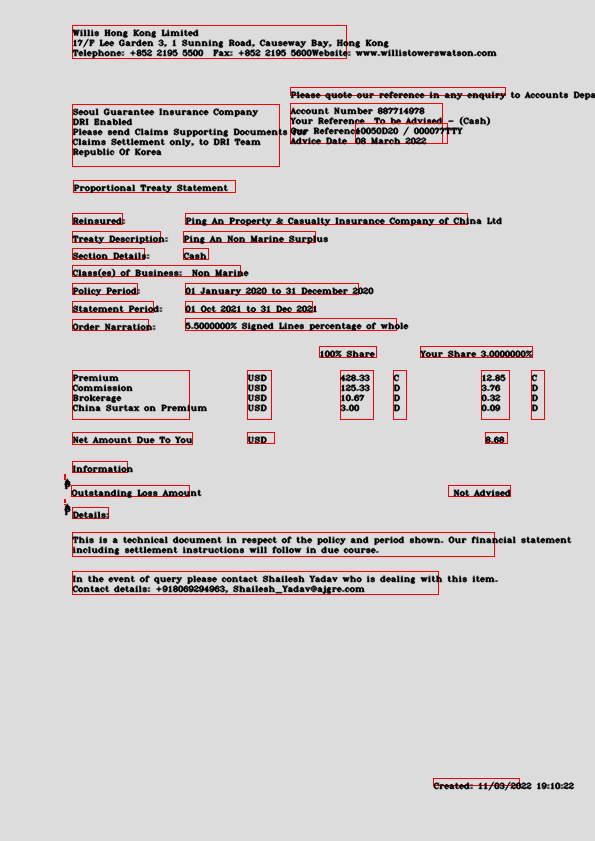 Willis Hong Kong Limited
17/F Lee Garden 3, 1 Sunning Road, Causeway Bay, Hong Kong
Telephone: +852 2195 5500 Fax: +852 2195 5600Website: www.willistowerswatson.com
Please quote our reference in any enquiry to Accounts Depa
Seoul Guarantee Insurance Company
DRI Enabled
Please send Claims Supporting Documents for
Claims Settlement only, to DRI Team
Republic Of Korea
Account Number 887714978
Your Reference To be Advised - (Cash)
Our Reference 10050D20 / 000077TTY
Advice Date 08 March 2022
Proportional Treaty Statement
Reinsured: Ping An Property & Casualty Insurance Company of China Ltd
Treaty Description: Ping An Non Marine Surplus
Section Details: Cash
Class(es) of Business: Non Marine
Policy Period: 01 January 2020 to 31 December 2020
Statement Period: 01 Oct 2021 to 31 Dec 2021
Order Narration: 5.5000000% Signed Lines percentage of whole
100% Share Your Share 3.0000000%
Premium USD 428.33 C 12.85 C
Commission USD 125.33 D 3.76 D
Brokerage USD 10.67 D 0.32 D
China Surtax on Premium USD 3.00 D 0.09 D
Net Amount Due To You USD 8.68
Information
Outstanding Loss Amount Not Advised
Details:
This is a technical document in respect of the policy and period shown. Our financial statement
including settlement instructions will follow in due course.
In the event of query please contact Shailesh Yadav who is dealing with this item.
Contact details: +918069294963, Shailesh_Yadav@ajgre.com
Created: 11/03/2022 19:10:22